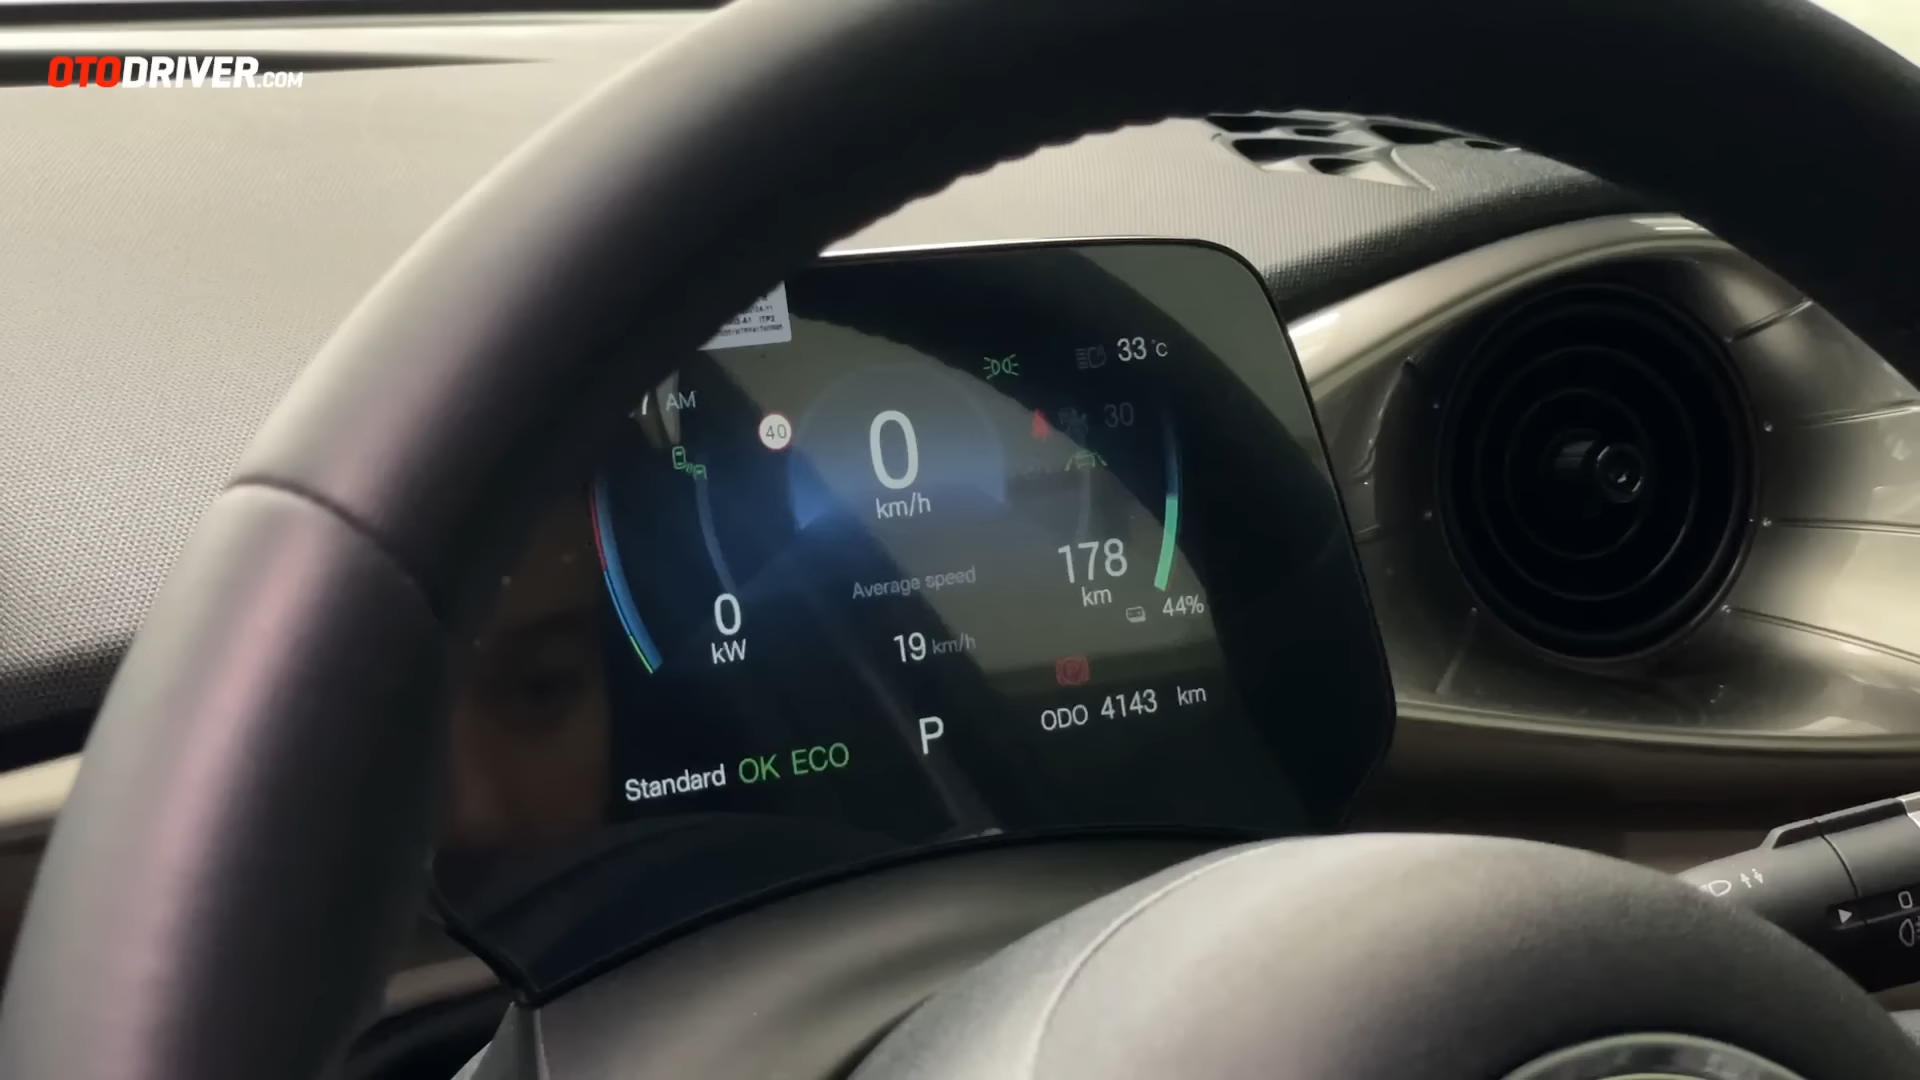 OTODRIVER.COM
33 °C
AM
40
0
km/h
30
178
km
44%
0
kW
Average speed
19 km/h
ODO 4143 km
P
Standard OK ECO
0